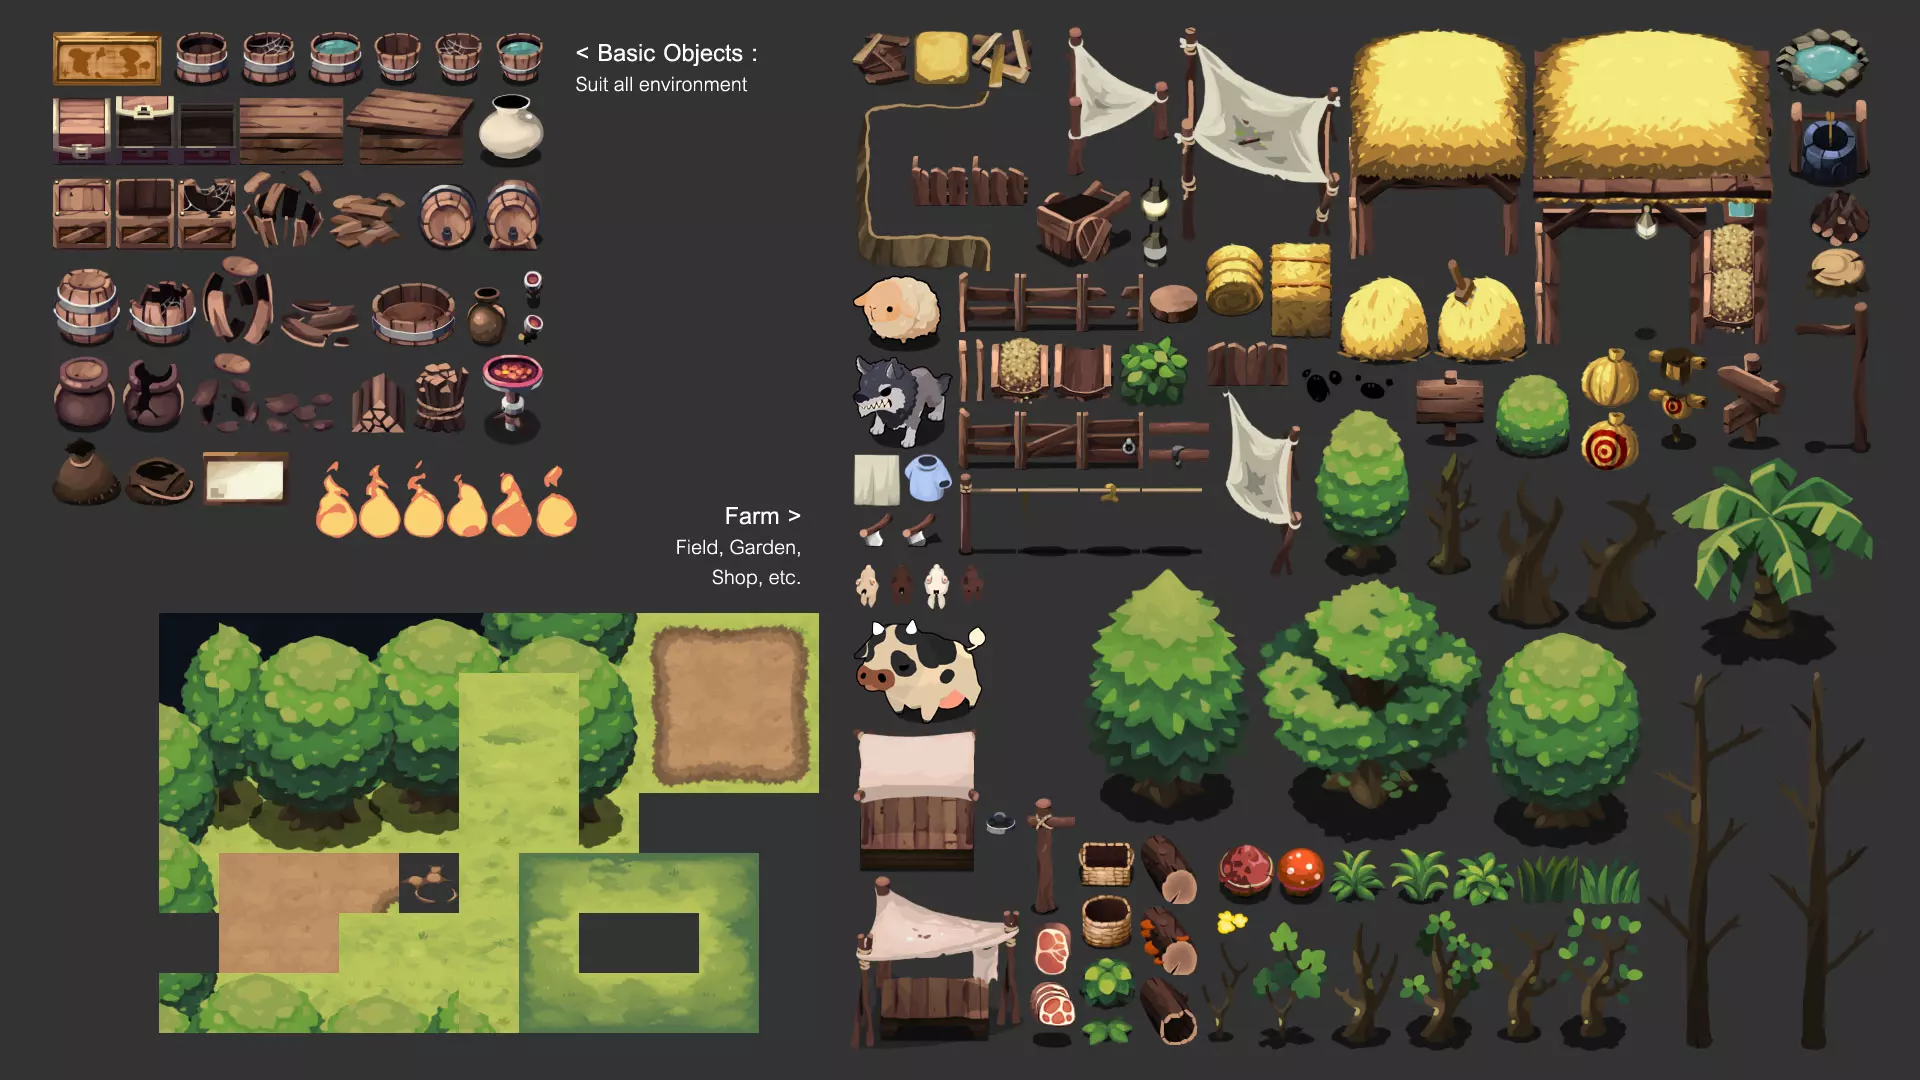 < Basic Objects :
Suit all environment
Farm >
Field, Garden,
Shop, etc.